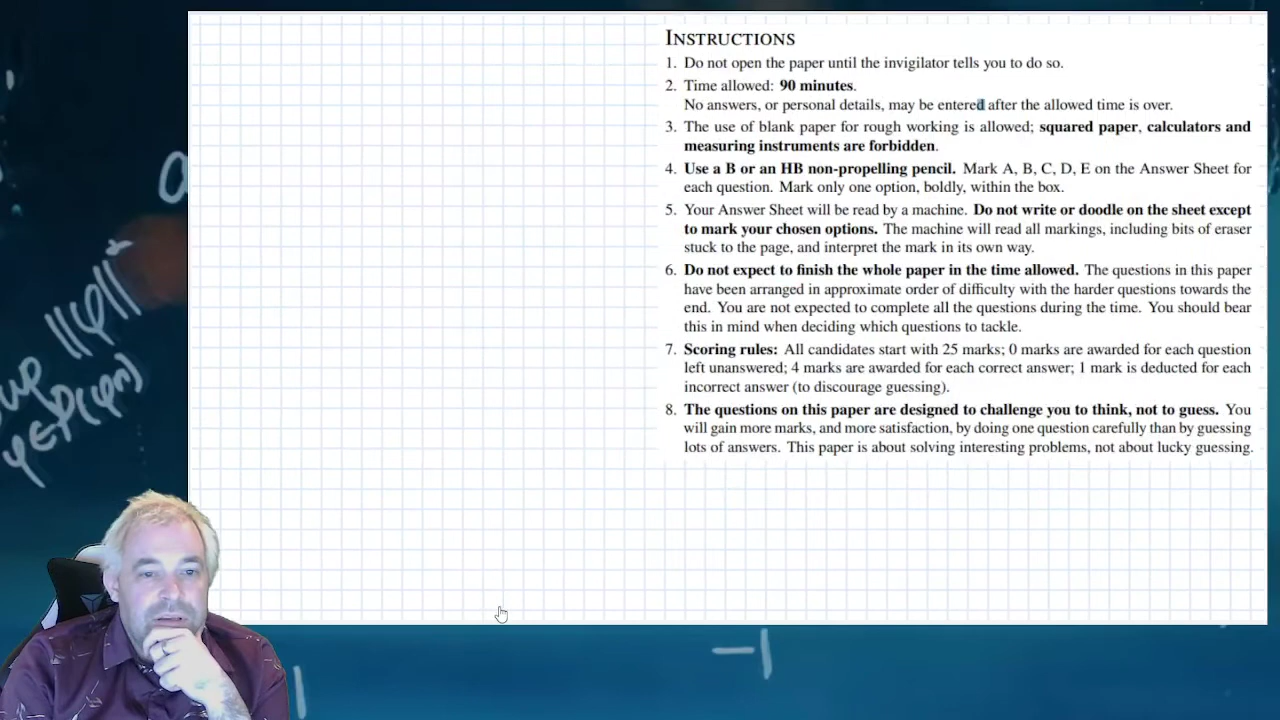 INSTRUCTIONS
1. Do not open the paper until the invigilator tells you to do so.
2. Time allowed: 90 minutes.
No answers, or personal details, may be entered after the allowed time is over.
3. The use of blank paper for rough working is allowed; squared paper, calculators and
measuring instruments are forbidden.
4. Use a B or an HB non-propelling pencil. Mark A, B, C, D, E on the Answer Sheet for
each question. Mark only one option, boldly, within the box.
5. Your Answer Sheet will be read by a machine. Do not write or doodle on the sheet except
to mark your chosen options. The machine will read all markings, including bits of eraser
stuck to the page, and interpret the mark in its own way.
6. Do not expect to finish the whole paper in the time allowed. The questions in this paper
have been arranged in approximate order of difficulty with the harder questions towards the
end. You are not expected to complete all the questions during the time. You should bear
this in mind when deciding which questions to tackle.
7. Scoring rules: All candidates start with 25 marks; 0 marks are awarded for each question
left unanswered; 4 marks are awarded for each correct answer; 1 mark is deducted for each
incorrect answer (to discourage guessing).
8. The questions on this paper are designed to challenge you to think, not to guess. You
will gain more marks, and more satisfaction, by doing one question carefully than by guessing
lots of answers. This paper is about solving interesting problems, not about lucky guessing.
||φ||
φ∈P(φn)
-1